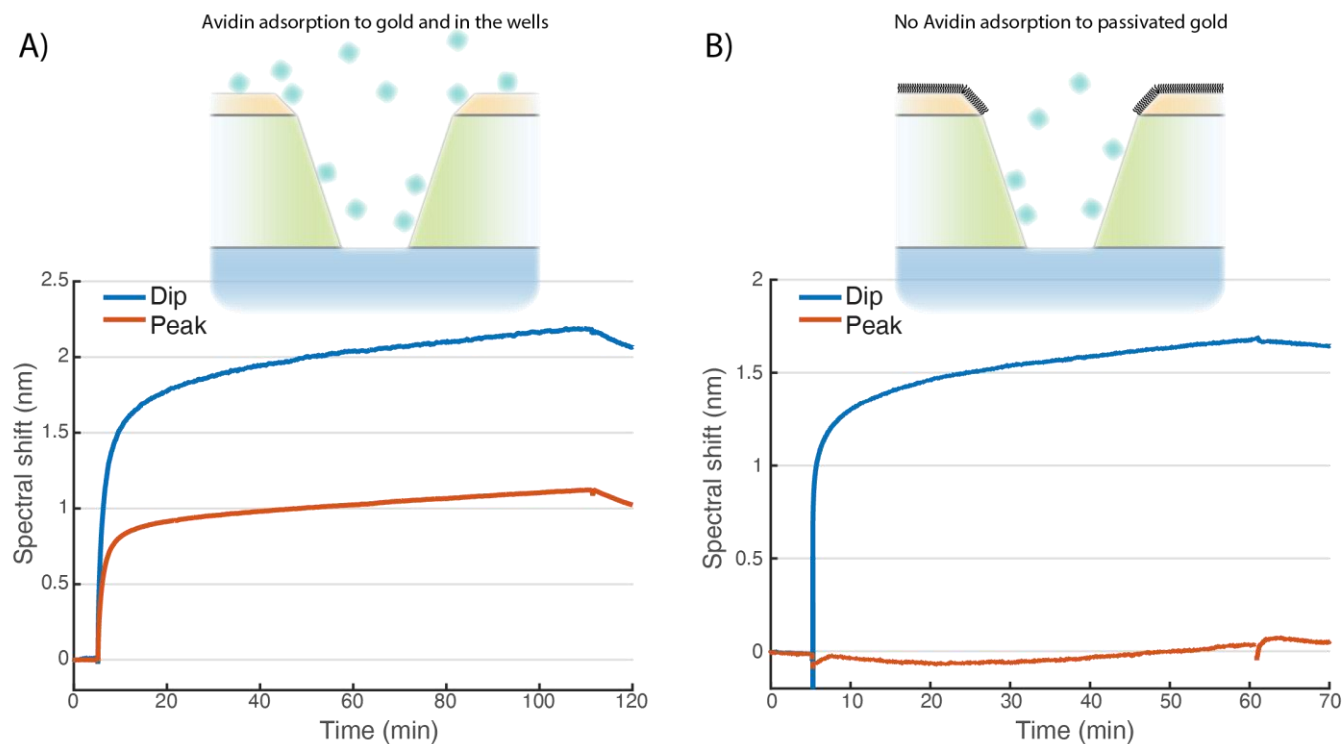 Avidin adsorption to gold and in the wells
A)
Dip
Peak
2.5
2
1.5
1
0.5
0
Spectral shift (nm)
0 20 40 60 80 100 120
Time (min)
No Avidin adsorption to passivated gold
B)
Dip
Peak
2
1.5
1
0.5
0
Spectral shift (nm)
0 10 20 30 40 50 60 70
Time (min)